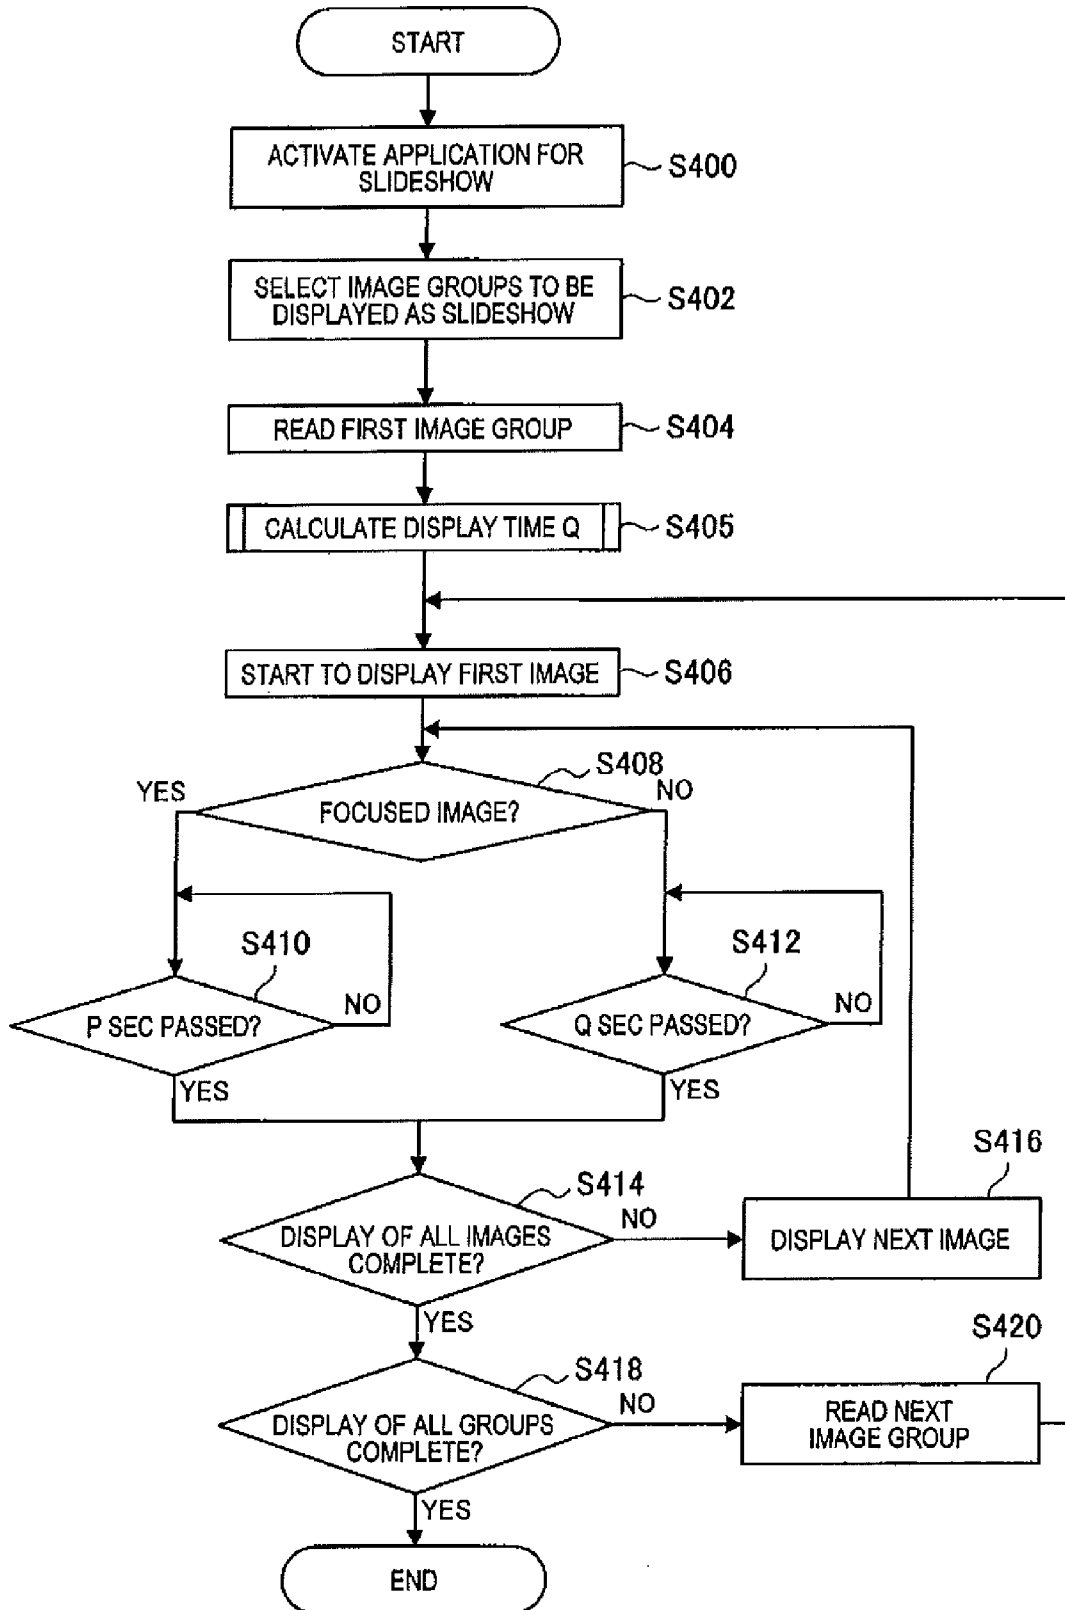 START
ACTIVATE APPLICATION FOR
SLIDESHOW
S400
SELECT IMAGE GROUPS TO BE
DISPLAYED AS SLIDESHOW
S402
READ FIRST IMAGE GROUP
S404
CALCULATE DISPLAY TIME Q
S405
START TO DISPLAY FIRST IMAGE
S406
S408
YES
FOCUSED IMAGE?
NO
S410
P SEC PASSED?
NO
YES
S412
Q SEC PASSED?
NO
YES
S414
DISPLAY OF ALL IMAGES
COMPLETE?
NO
YES
S416
DISPLAY NEXT IMAGE
S418
DISPLAY OF ALL GROUPS
COMPLETE?
NO
YES
S420
READ NEXT
IMAGE GROUP
END